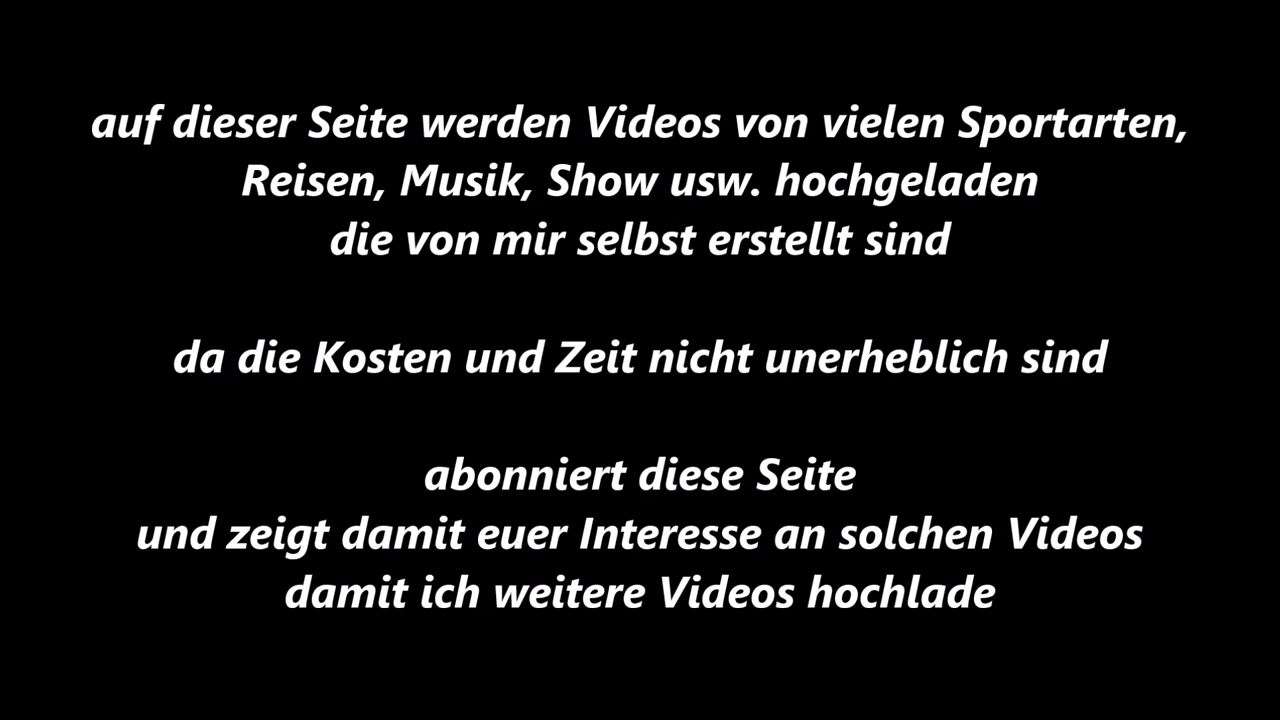 auf dieser Seite werden Videos von vielen Sportarten,
Reisen, Musik, Show usw. hochgeladen
die von mir selbst erstellt sind
da die Kosten und Zeit nicht unerheblich sind
abonniert diese Seite
und zeigt damit euer Interesse an solchen Videos
damit ich weitere Videos hochlade